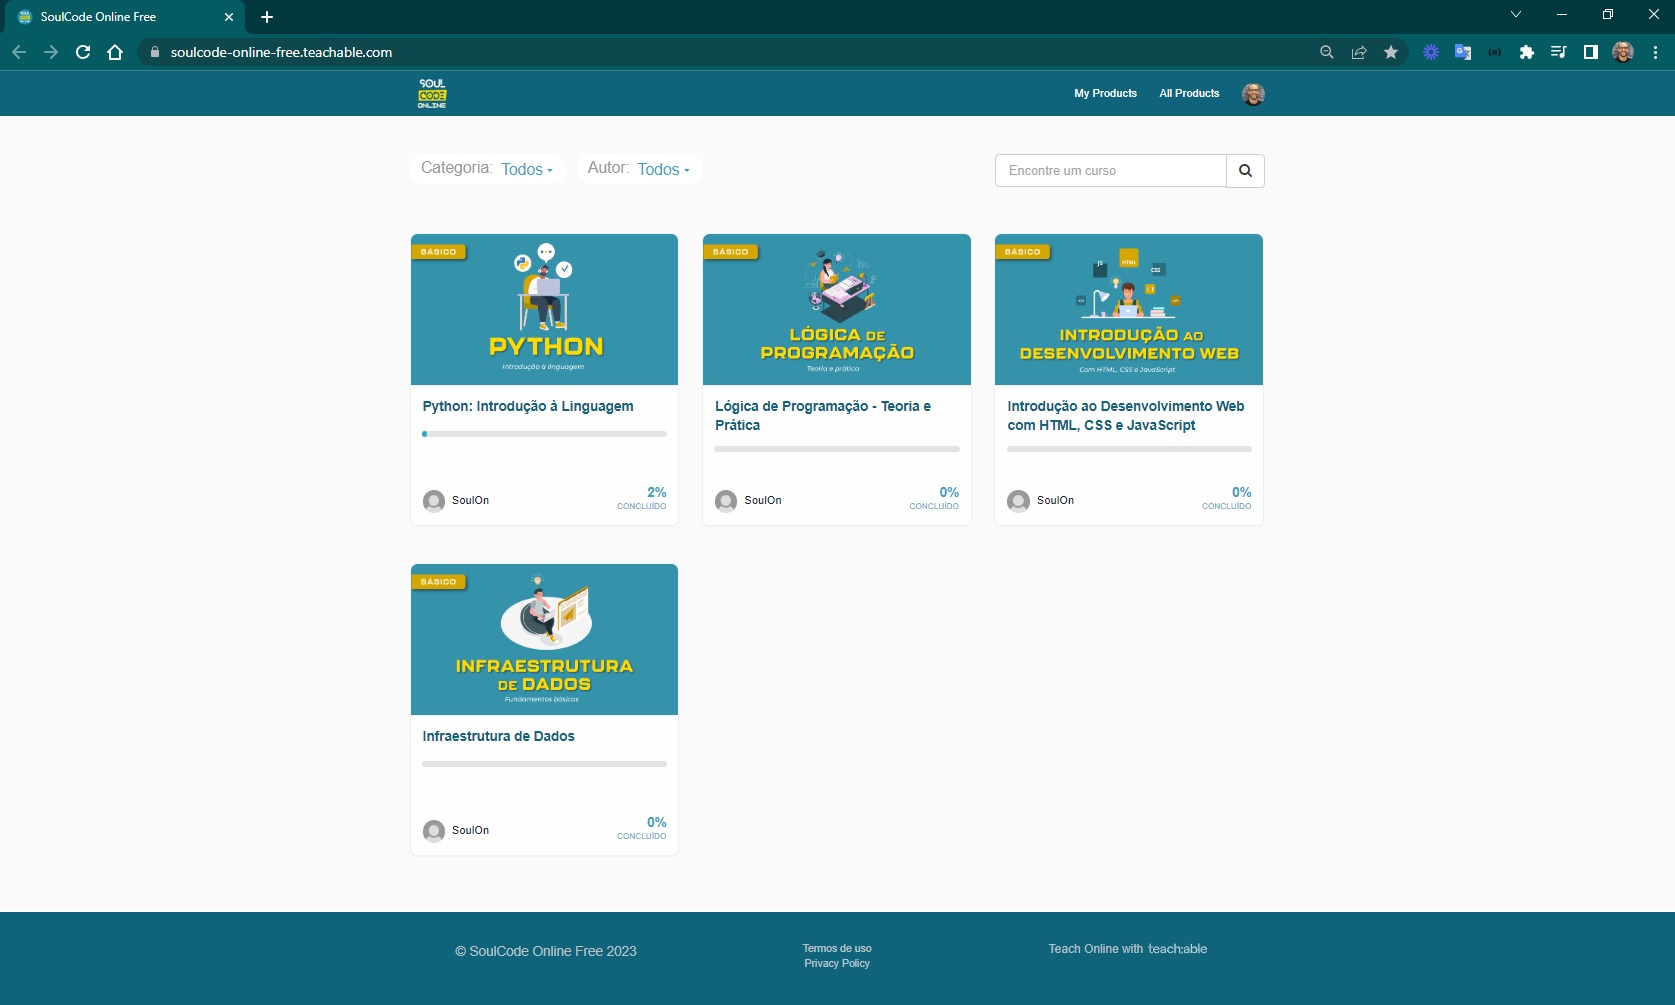 SoulCode Online Free
soulcode-online-free.teachable.com
SOUL
CODE
ONLINE
My Products
All Products
Categoria: Todos
Autor: Todos
Encontre um curso
BÁSICO
PYTHON
Introdução à linguagem
Python: Introdução à Linguagem
SoulOn
2%
CONCLUÍDO
BÁSICO
LÓGICA DE
PROGRAMAÇÃO
Teoria e prática
Lógica de Programação - Teoria e
Prática
SoulOn
0%
CONCLUÍDO
BÁSICO
JS
HTML
CSS
INTRODUÇÃO AO
DESENVOLVIMENTO WEB
Com HTML, CSS e JavaScript
Introdução ao Desenvolvimento Web
com HTML, CSS e JavaScript
SoulOn
0%
CONCLUÍDO
BÁSICO
INFRAESTRUTURA
DE DADOS
Fundamentos básicos
Infraestrutura de Dados
SoulOn
0%
CONCLUÍDO
© SoulCode Online Free 2023
Termos de uso
Privacy Policy
Teach Online with teach:able